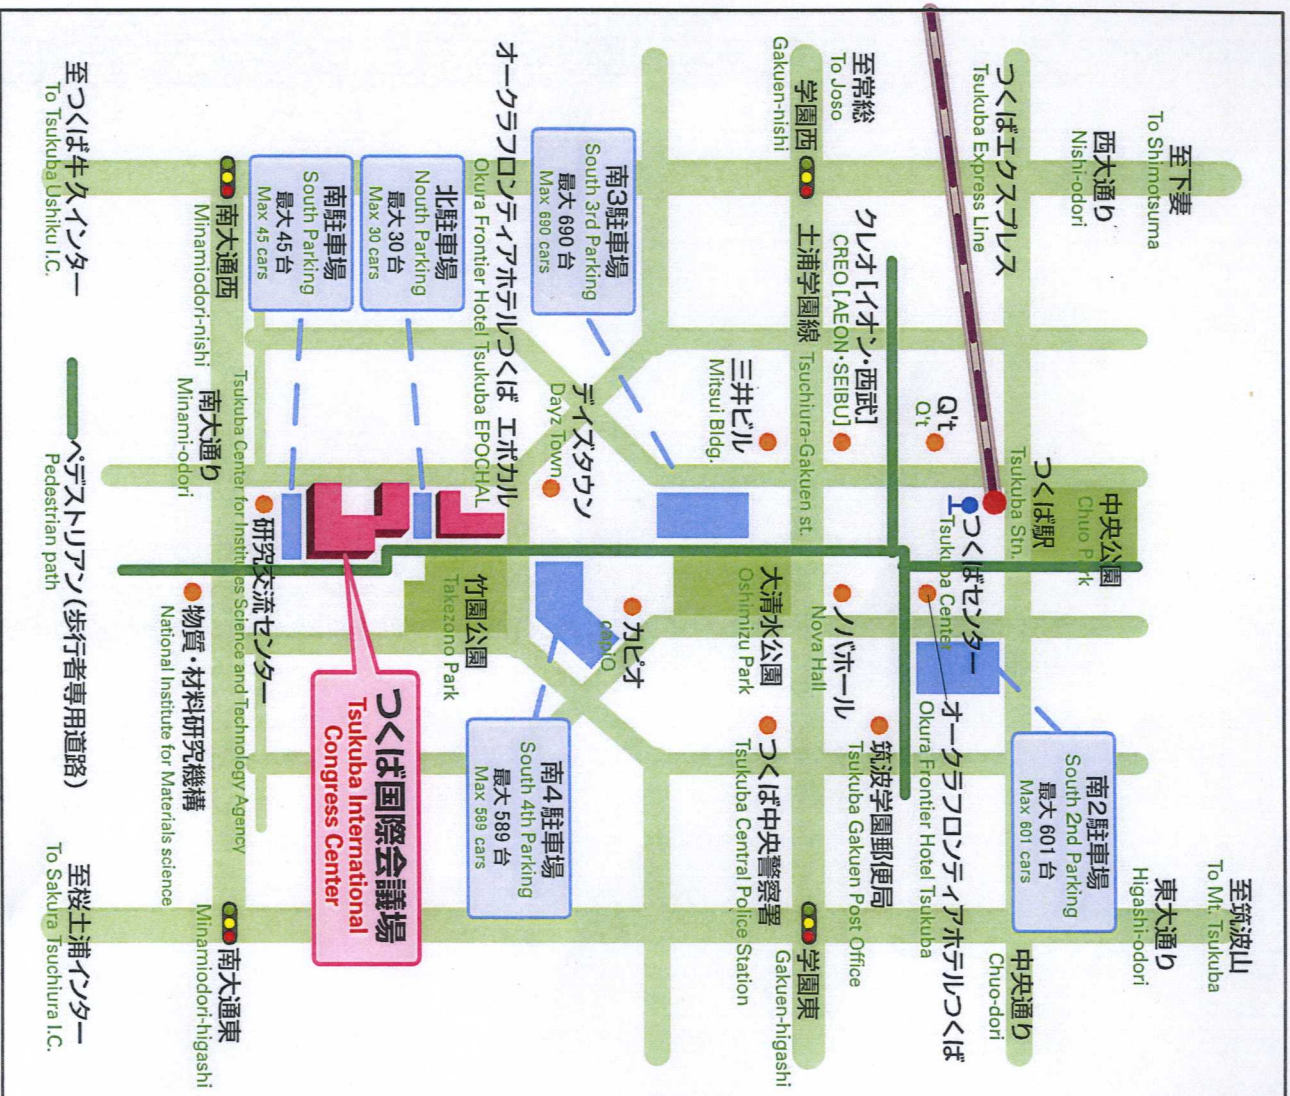 至筑波山
To Mt. Tsukuba
至下妻
To Shimotsuma
東大通り
Higashi-odori
西大通り
Nishi-odori
中央公園
Chuo Park
南2駐車場
South 2nd Parking
最大 601 台
Max 601 cars
つくばエクスプレス
Tsukuba Express Line
つくば駅
Tsukuba Stn.
中央通り
Chuo-dori
つくばセンター
Tsukuba Center
オークラフロンティアホテルつくば
Okura Frontier Hotel Tsukuba
Q't
Q't
クレオ [イオン・西武]
CREO [AEON・SEIBU]
筑波学園郵便局
Tsukuba Gakuen Post Office
至常総
To Joso
ノバホール
Nova Hall
学園西
Gakuen-nishi
土浦学園線 Tsuchiura-Gakuen st.
学園東
Gakuen-higashi
三井ビル
Mitsui Bldg.
大清水公園
Oshimizu Park
つくば中央警察署
Tsukuba Central Police Station
南3駐車場
South 3rd Parking
最大 690 台
Max 690 cars
カピオ
capiO
デイズタウン
Dayz Town
南4駐車場
South 4th Parking
最大 589 台
Max 589 cars
オークラフロンティアホテルつくば エポカル
Okura Frontier Hotel Tsukuba EPOCHAL
竹園公園
Takezono Park
北駐車場
Nouth Parking
最大 30 台
Max 30 cars
つくば国際会議場
Tsukuba International
Congress Center
南駐車場
South Parking
最大 45 台
Max 45 cars
研究交流センター
Tsukuba Center for Institutes Science and Technology Agency
南大通西
Minamiodori-nishi
南大通り
Minami-odori
南大通東
Minamiodori-higashi
物質・材料研究機構
National Institute for Materials science
至つくば牛久インター
To Tsukuba Ushiku I.C.
ペデストリアン(歩行者専用道路)
Pedestrian path
至桜土浦インター
To Sakura Tsuchiura I.C.